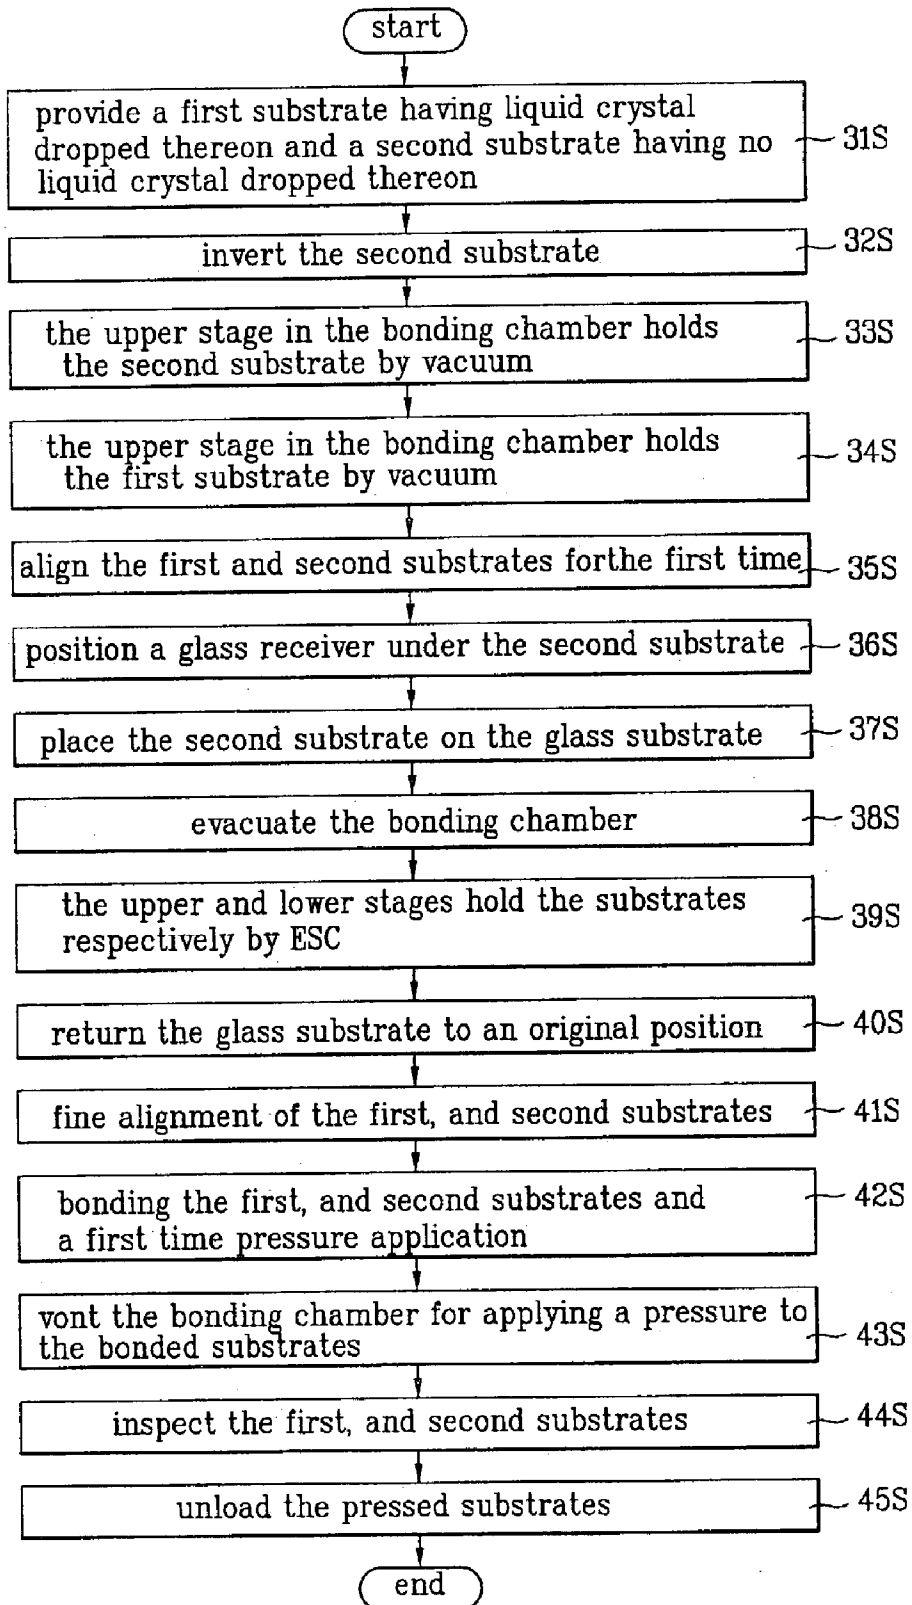 start
provide a first substrate having liquid crystal
dropped thereon and a second substrate having no
liquid crystal dropped thereon
31S
invert the second substrate
32S
the upper stage in the bonding chamber holds
the second substrate by vacuum
33S
the upper stage in the bonding chamber holds
the first substrate by vacuum
34S
align the first and second substrates forthe first time
35S
position a glass receiver under the second substrate
36S
place the second substrate on the glass substrate
37S
evacuate the bonding chamber
38S
the upper and lower stages hold the substrates
respectively by ESC
39S
return the glass substrate to an original position
40S
fine alignment of the first, and second substrates
41S
bonding the first, and second substrates and
a first time pressure application
42S
vont the bonding chamber for applying a pressure to
the bonded substrates
43S
inspect the first, and second substrates
44S
unload the pressed substrates
45S
end